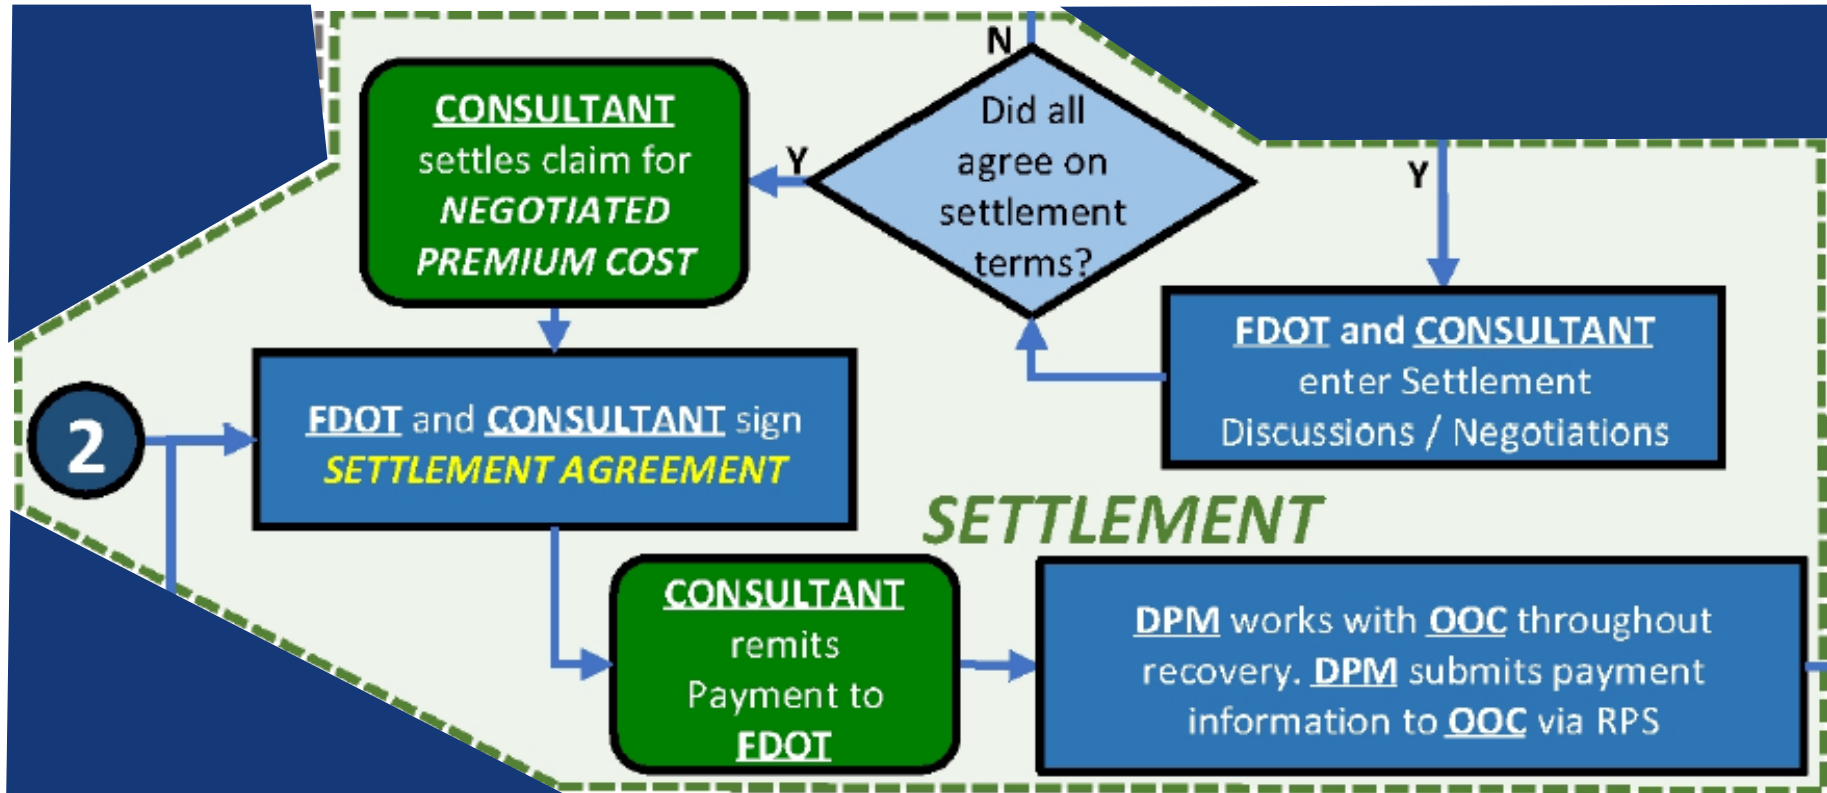 N
CONSULTANT
settles claim for
NEGOTIATED
PREMIUM COST
Y
Did all
agree on
settlement
terms?
Y
FDOT and CONSULTANT
enter Settlement
Discussions / Negotiations
2
FDOT and CONSULTANT sign
SETTLEMENT AGREEMENT
SETTLEMENT
CONSULTANT
remits
Payment to
FDOT
DPM works with OOC throughout
recovery. DPM submits payment
information to OOC via RPS